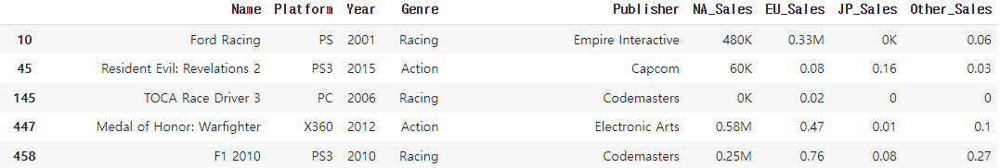 Name Platform Year Genre Publisher NA_Sales EU_Sales JP_Sales Other_Sales
10 Ford Racing PS 2001 Racing Empire Interactive 480K 0.33M 0K 0.06
45 Resident Evil: Revelations 2 PS3 2015 Action Capcom 60K 0.08 0.16 0.03
145 TOCA Race Driver 3 PC 2006 Racing Codemasters 0K 0.02 0 0
447 Medal of Honor: Warfighter X360 2012 Action Electronic Arts 0.58M 0.47 0.01 0.1
458 F1 2010 PS3 2010 Racing Codemasters 0.25M 0.76 0.08 0.27